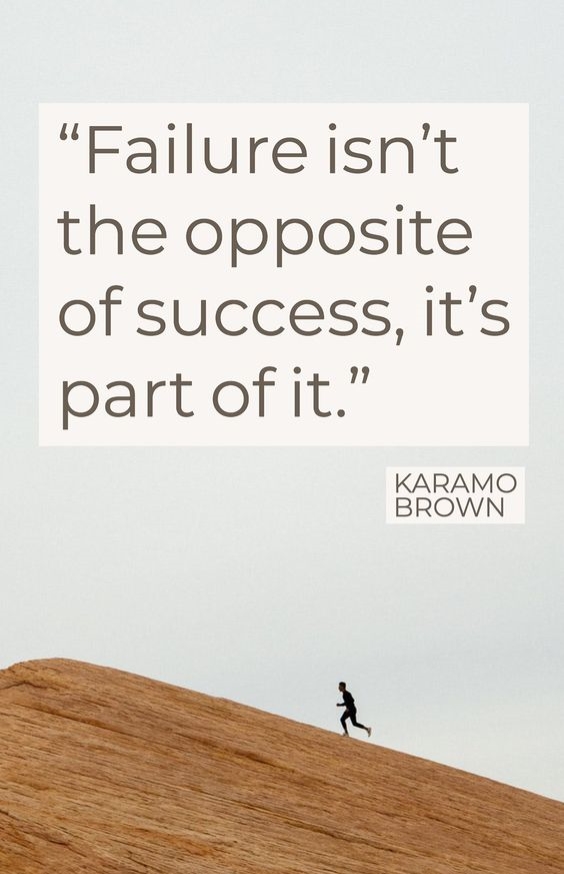 “Failure isn’t
the opposite
of success, it’s
part of it.”
KARAMO
BROWN